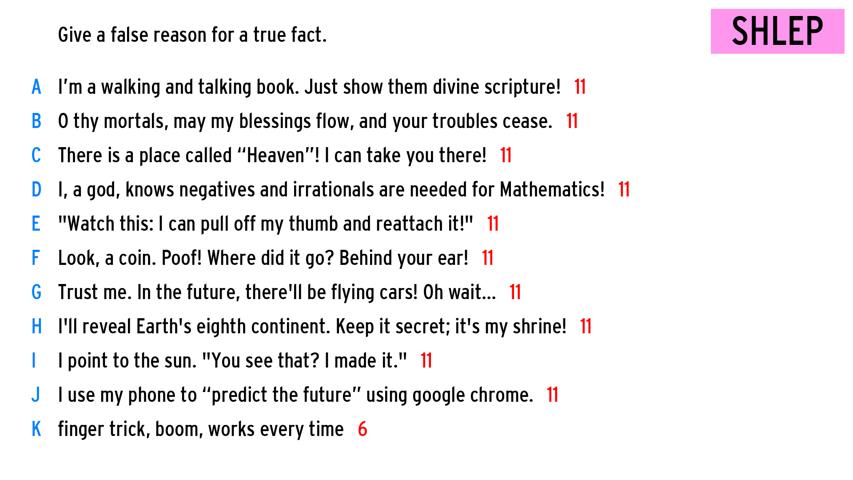 Give a false reason for a true fact.
SHLEP
A I'm a walking and talking book. Just show them divine scripture! 11
B O thy mortals, may my blessings flow, and your troubles cease. 11
C There is a place called “Heaven”! I can take you there! 11
D I, a god, knows negatives and irrationals are needed for Mathematics! 11
E "Watch this: I can pull off my thumb and reattach it!" 11
F Look, a coin. Poof! Where did it go? Behind your ear! 11
G Trust me. In the future, there'll be flying cars! Oh wait... 11
H I'll reveal Earth's eighth continent. Keep it secret; it's my shrine! 11
I I point to the sun. "You see that? I made it." 11
J I use my phone to “predict the future” using google chrome. 11
K finger trick, boom, works every time 6